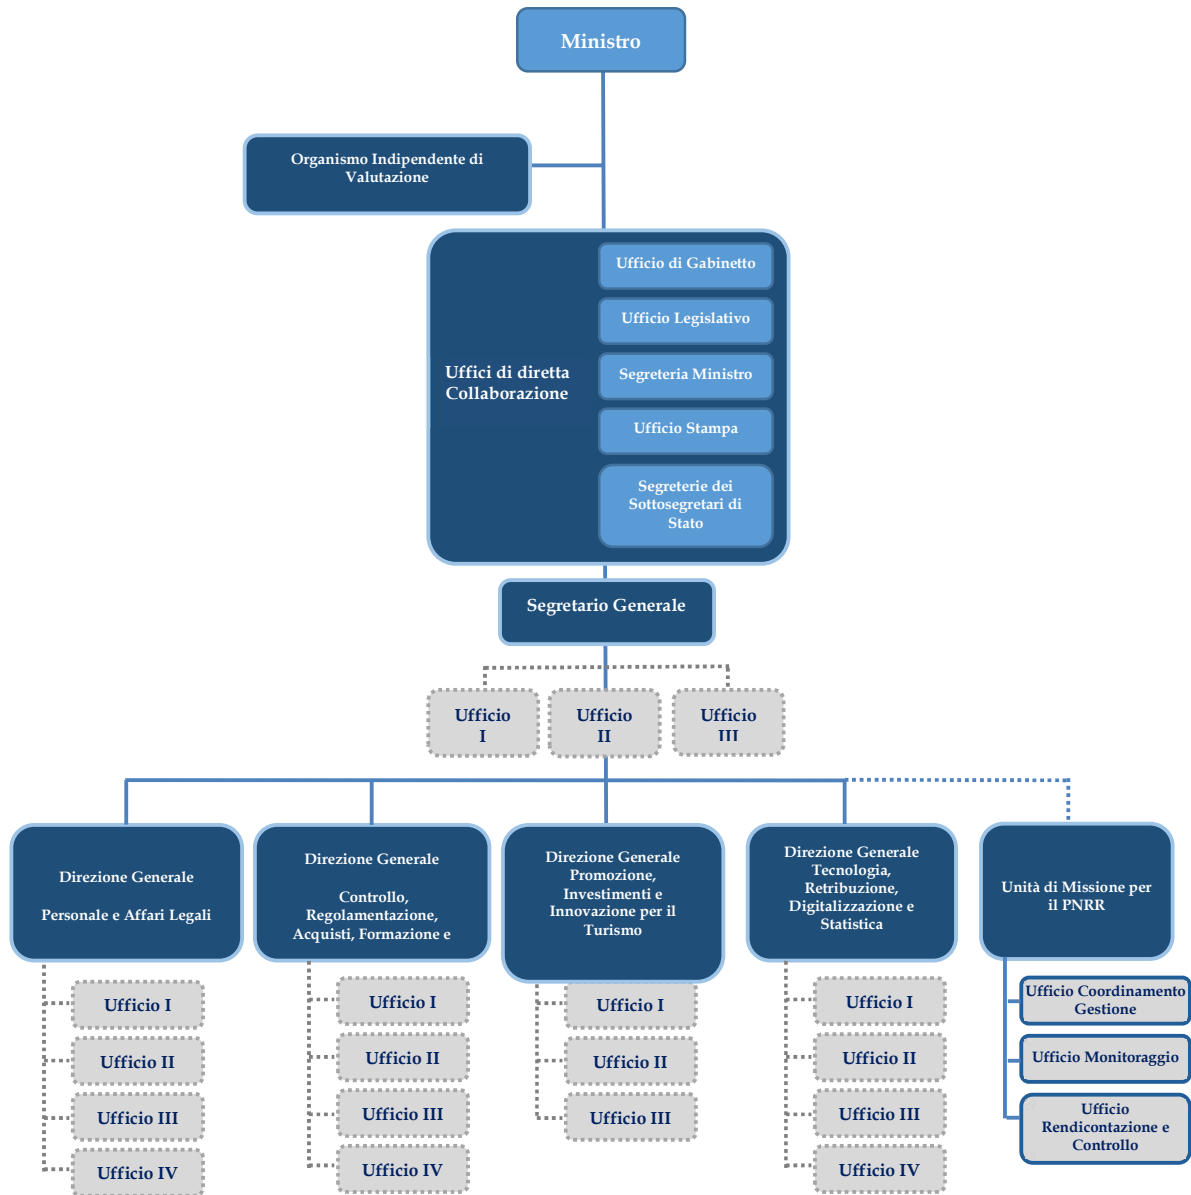 Ministro
Organismo Indipendente di
Valutazione
Uffici di diretta
Collaborazione
Ufficio di Gabinetto
Ufficio Legislativo
Segreteria Ministro
Ufficio Stampa
Segreterie dei
Sottosegretari di
Stato
Segretario Generale
Ufficio
I
Ufficio
II
Ufficio
III
Direzione Generale
Personale e Affari Legali
Ufficio I
Ufficio II
Ufficio III
Ufficio IV
Direzione Generale
Controllo,
Regolamentazione,
Acquisti, Formazione e
Ufficio I
Ufficio II
Ufficio III
Ufficio IV
Direzione Generale
Promozione,
Investimenti e
Innovazione per il
Turismo
Ufficio I
Ufficio II
Ufficio III
Direzione Generale
Tecnologia,
Retribuzione,
Digitalizzazione e
Statistica
Ufficio I
Ufficio II
Ufficio III
Ufficio IV
Unità di Missione per
il PNRR
Ufficio Coordinamento
Gestione
Ufficio Monitoraggio
Ufficio
Rendicontazione e
Controllo